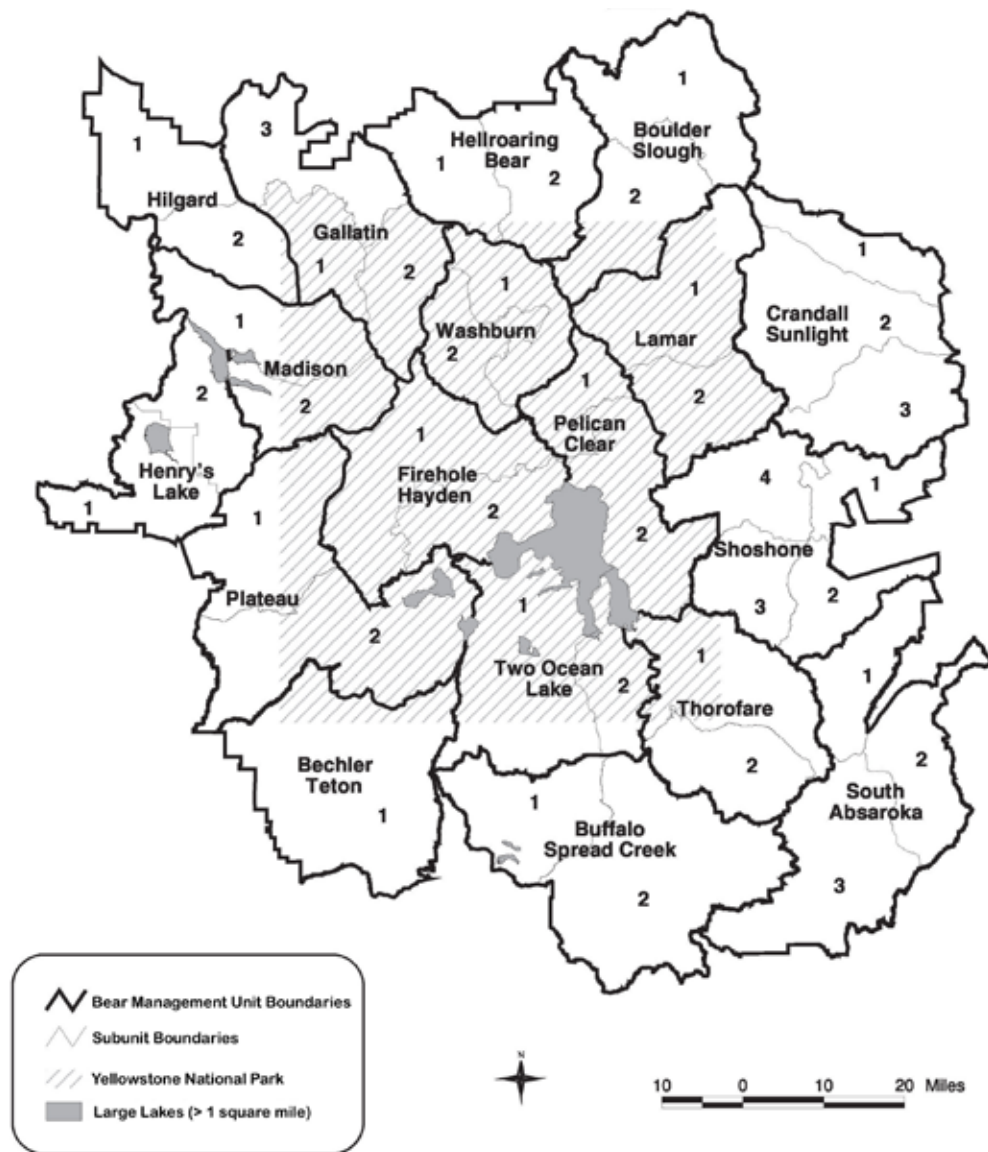 1
3
1
Hellroaring
Bear
1
2
Boulder
Slough
2
Hilgard
2
Gallatin
1
2
1
Washburn
2
1
Lamar
2
1
Crandall
Sunlight
2
3
1
Madison
2
2
Henry's
Lake
1
1
Pelican
Clear
2
1
Firehole
Hayden
2
4
1
Shoshone
3
2
1
Plateau
2
1
Two Ocean
Lake
2
1
Thorofare
2
1
2
South
Absaroka
3
Bechler
Teton
1
1
Buffalo
Spread Creek
2
Bear Management Unit Boundaries
Subunit Boundaries
Yellowstone National Park
Large Lakes (> 1 square mile)
N
10 0 10 20 Miles